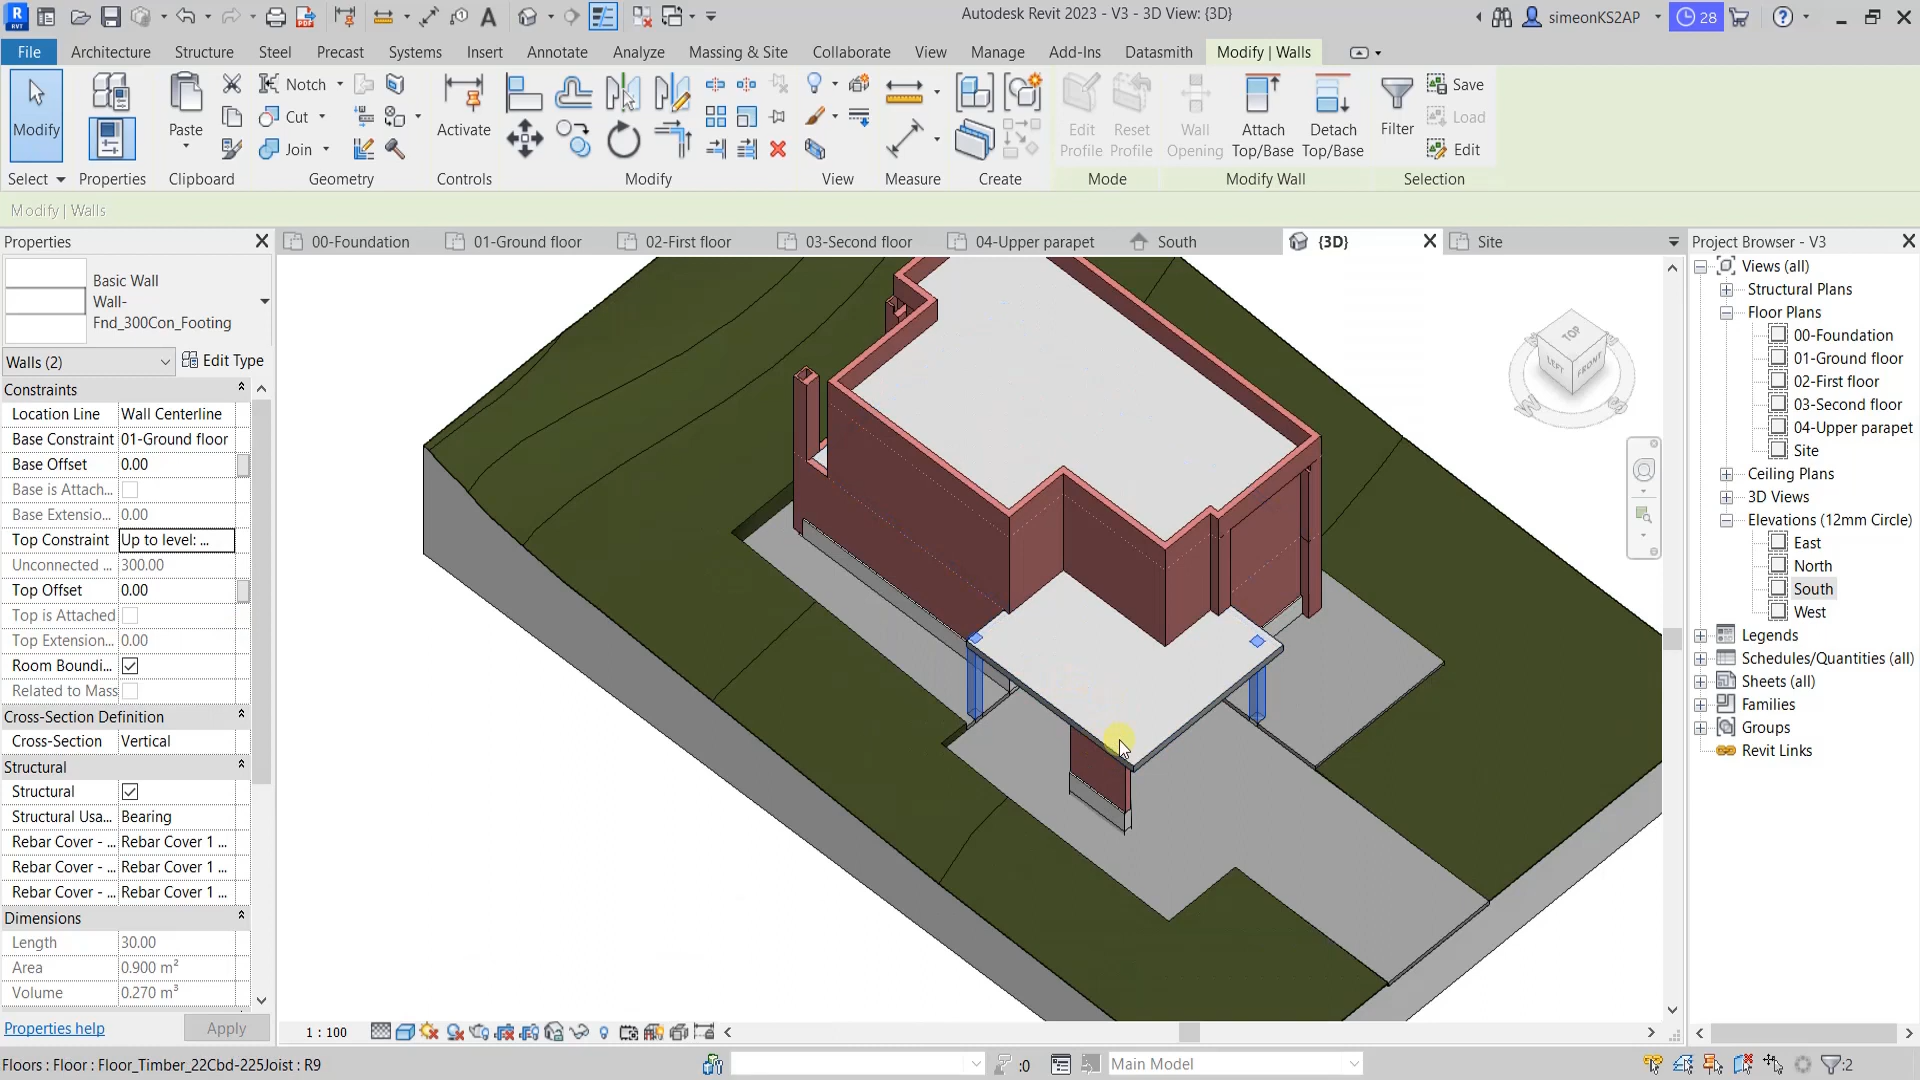 Autodesk Revit 2023 - V3 - 3D View: {3D}
simeonKS2AP
28
File
Architecture
Structure
Steel
Precast
Systems
Insert
Annotate
Analyze
Massing & Site
Collaborate
View
Manage
Add-Ins
Datasmith
Modify | Walls
Modify
Paste
Notch
Cut
Join
Activate
Edit Profile
Reset Profile
Wall Opening
Attach Top/Base
Detach Top/Base
Filter
Save
Load
Edit
Select
Properties
Clipboard
Geometry
Controls
Modify
View
Measure
Create
Mode
Modify Wall
Selection
Modify | Walls
Properties
00-Foundation
01-Ground floor
02-First floor
03-Second floor
04-Upper parapet
South
{3D}
Site
Project Browser - V3
Basic Wall
Wall-
Fnd_300Con_Footing
Walls (2)
Edit Type
Constraints
Location Line Wall Centerline
Base Constraint 01-Ground floor
Base Offset 0.00
Base is Attach...
Base Extensio... 0.00
Top Constraint Up to level: ...
Unconnected ... 300.00
Top Offset 0.00
Top is Attached
Top Extension... 0.00
Room Boundi...
Related to Mass
Cross-Section Definition
Cross-Section Vertical
Structural
Structural
Structural Usa... Bearing
Rebar Cover - ... Rebar Cover 1 ...
Rebar Cover - ... Rebar Cover 1 ...
Rebar Cover - ... Rebar Cover 1 ...
Dimensions
Length 30.00
Area 0.900 m²
Volume 0.270 m³
Properties help
Apply
TOP
LEFT
FRONT
W
S
Views (all)
Structural Plans
Floor Plans
00-Foundation
01-Ground floor
02-First floor
03-Second floor
04-Upper parapet
Site
Ceiling Plans
3D Views
Elevations (12mm Circle)
East
North
South
West
Legends
Schedules/Quantities (all)
Sheets (all)
Families
Groups
Revit Links
1 : 100
Floors : Floor : Floor_Timber_22Cbd-225Joist : R9
:0
Main Model
:2